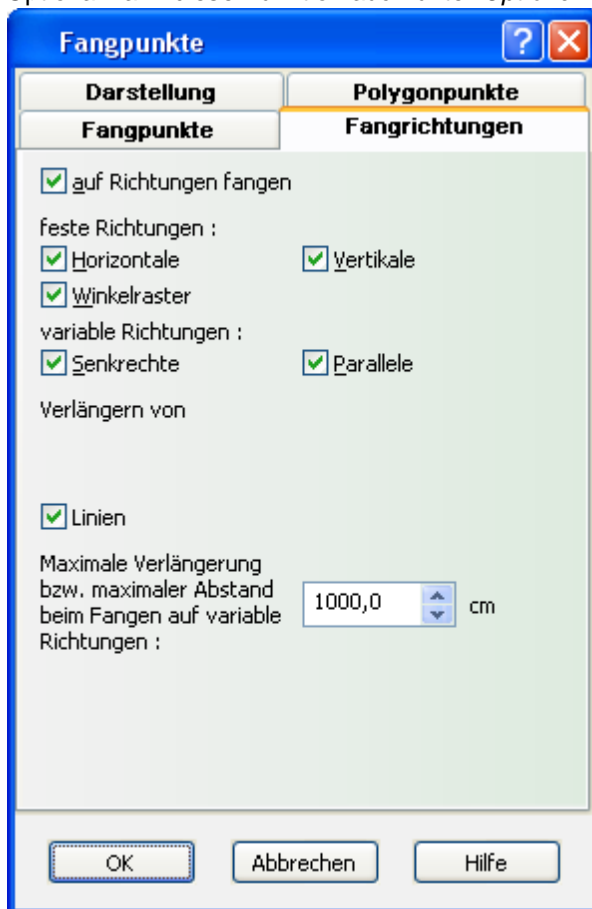 Fangpunkte
Darstellung Polygonpunkte
Fangpunkte Fangrichtungen
auf Richtungen fangen
feste Richtungen :
Horizontale Vertikale
Winkelraster
variable Richtungen :
Senkrechte Parallele
Verlängern von
Linien
Maximale Verlängerung
bzw. maximaler Abstand
beim Fangen auf variable
Richtungen :
1000,0 cm
OK Abbrechen Hilfe